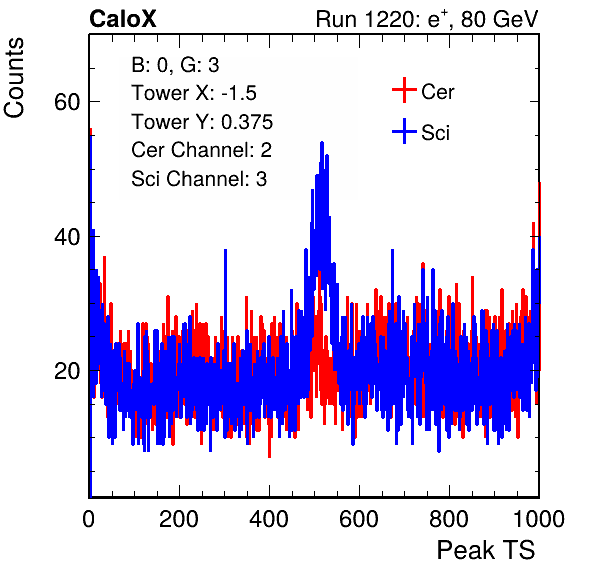 CaloX Run 1220: e⁺, 80 GeV
Counts
B: 0, G: 3
Tower X: -1.5
Tower Y: 0.375
Cer Channel: 2
Sci Channel: 3
Cer
Sci
60
40
20
0 200 400 600 800 1000
Peak TS